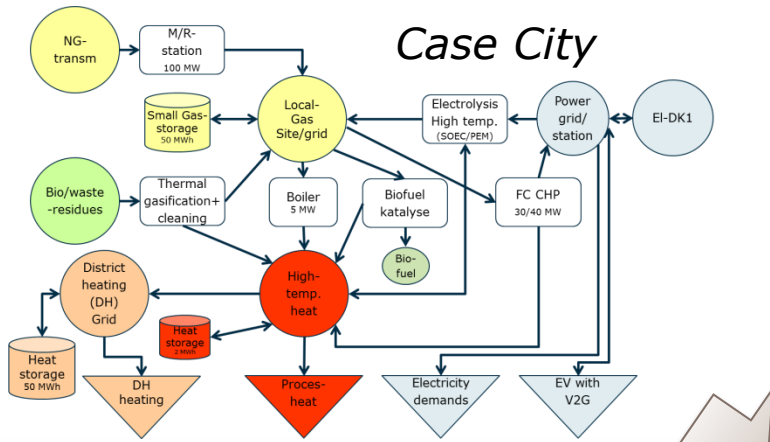 Case City
NG-
transm
M/R-
station
100 MW
Small Gas-
storage
50 MWh
Local-
Gas
Site/grid
Electrolysis
High temp.
(SOEC/PEM)
Power
grid/
station
El-DK1
Bio/waste
-residues
Thermal
gasification+
cleaning
Boiler
5 MW
Biofuel
katalyse
FC CHP
30/40 MW
Bio-
fuel
District
heating
(DH)
Grid
High-
temp.
heat
Heat
storage
2 MWh
Heat
storage
50 MWh
DH
heating
Proces-
heat
Electricity
demands
EV with
V2G